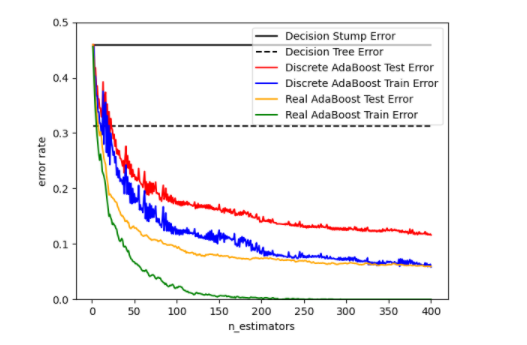 0.5
0.4
0.3
0.2
0.1
0.0
error rate
0
50
100
150
200
250
300
350
400
n_estimators
Decision Stump Error
Decision Tree Error
Discrete AdaBoost Test Error
Discrete AdaBoost Train Error
Real AdaBoost Test Error
Real AdaBoost Train Error